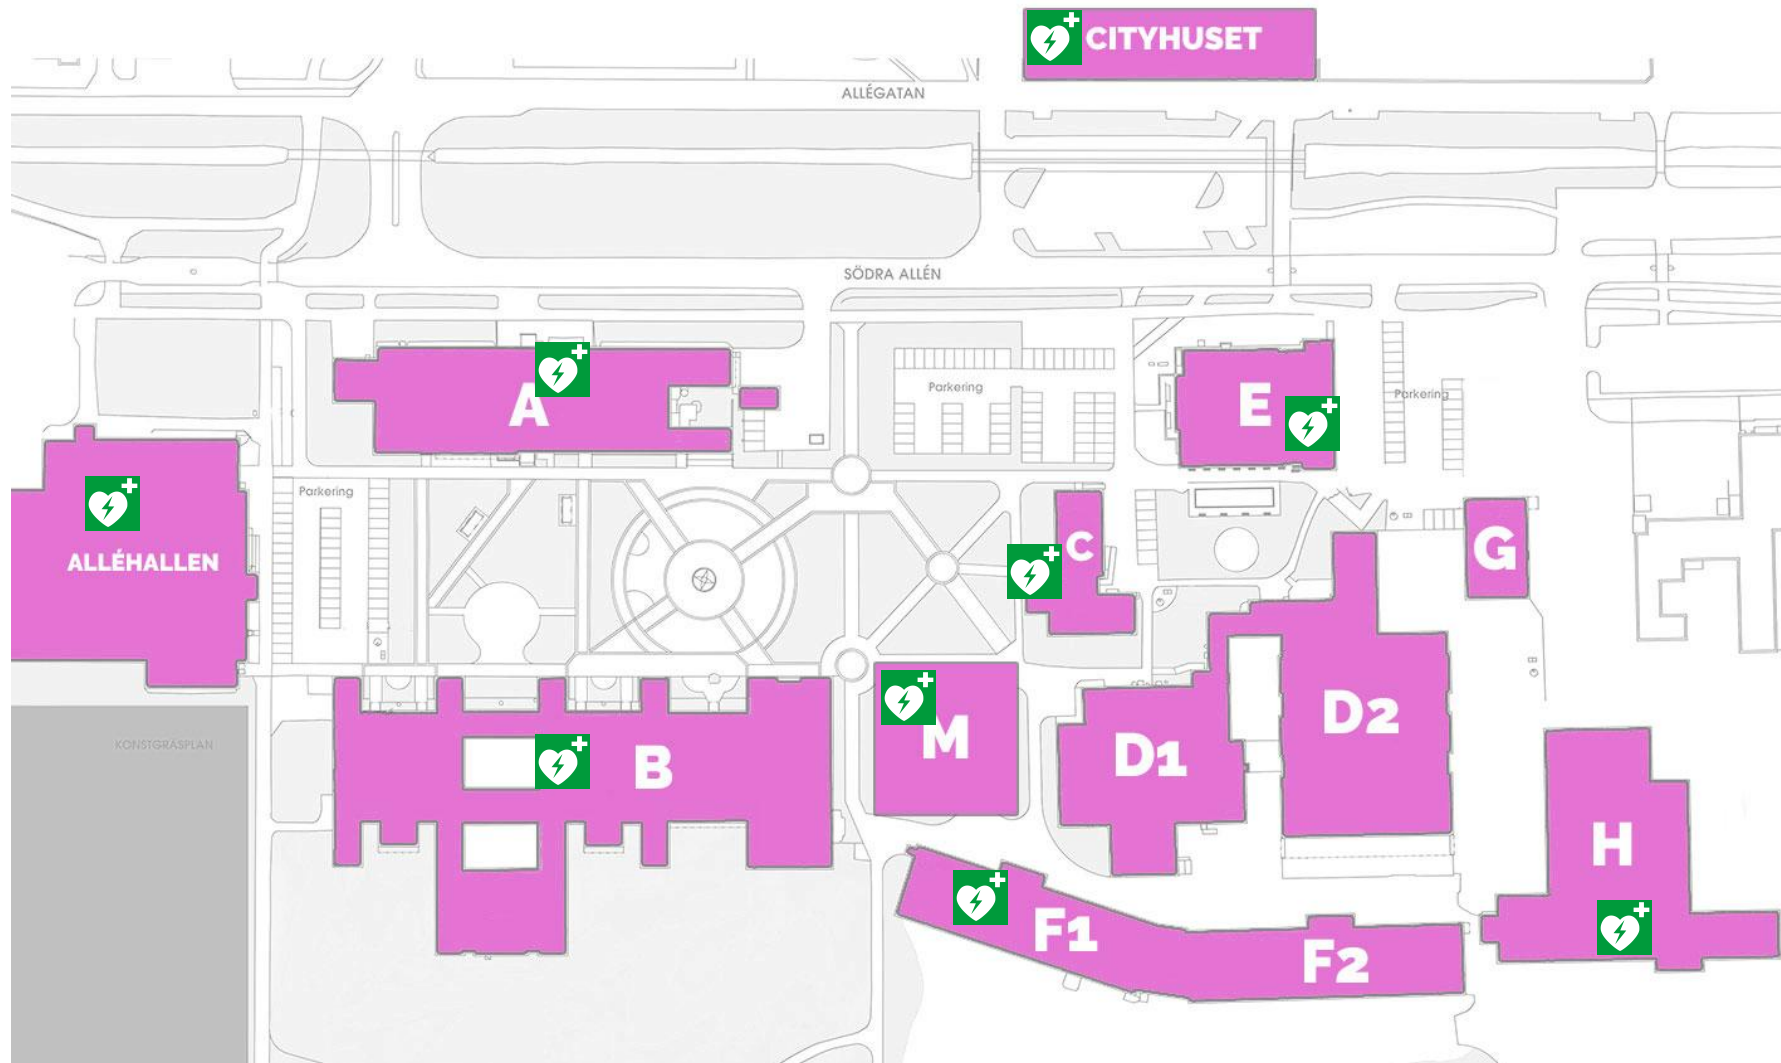 CITYHUSET
ALLÉGATAN
SÖDRA ALLÉN
A
Parkering
E
Parkering
Parkering
ALLÉHALLEN
C
G
KONSTGRÄSPLAN
B
M
D1
D2
H
F1
F2